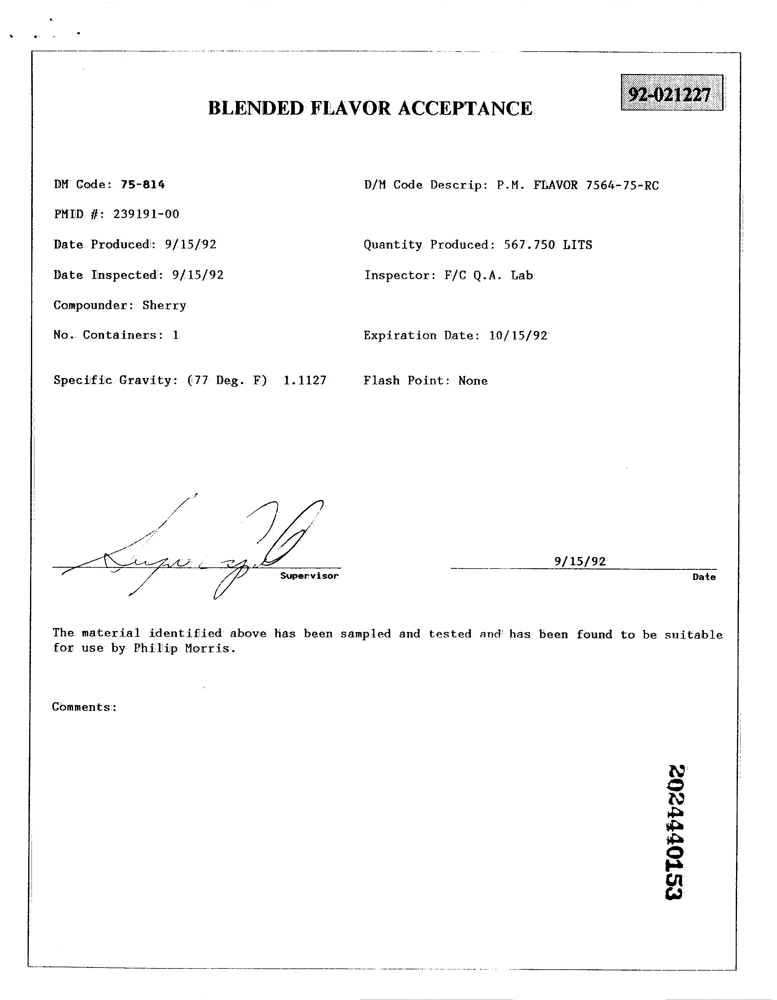 92-021227
BLENDED FLAVOR ACCEPTANCE
DM Code: 75-814 D/M Code Descrip: P.M. FLAVOR 7564-75-RC
PMID #: 239191-00
Date Produced: 9/15/92 Quantity Produced: 567.750 LITS
Date Inspected: 9/15/92 Inspector: F/C Q.A. Lab
Compounder: Sherry
No. Containers: 1 Expiration Date: 10/15/92
Specific Gravity: (77 Deg. F) 1.1127 Flash Point: None
9/15/92
Supervisor Date
The material identified above has been sampled and tested and has been found to be suitable
for use by Philip Morris.
Comments:
2024440153